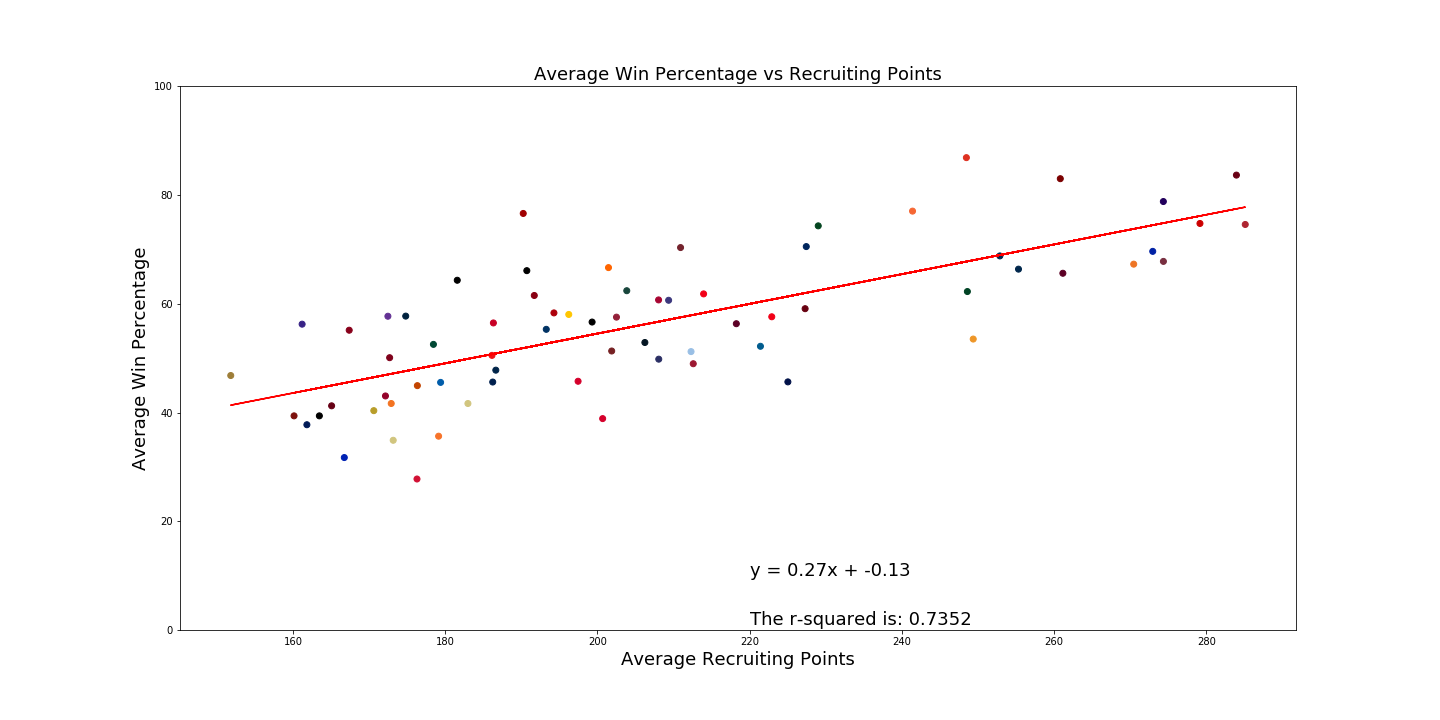 Average Win Percentage vs Recruiting Points
100
80
60
40
20
0
Average Win Percentage
y = 0.27x + -0.13
The r-squared is: 0.7352
160 180 200 220 240 260 280
Average Recruiting Points